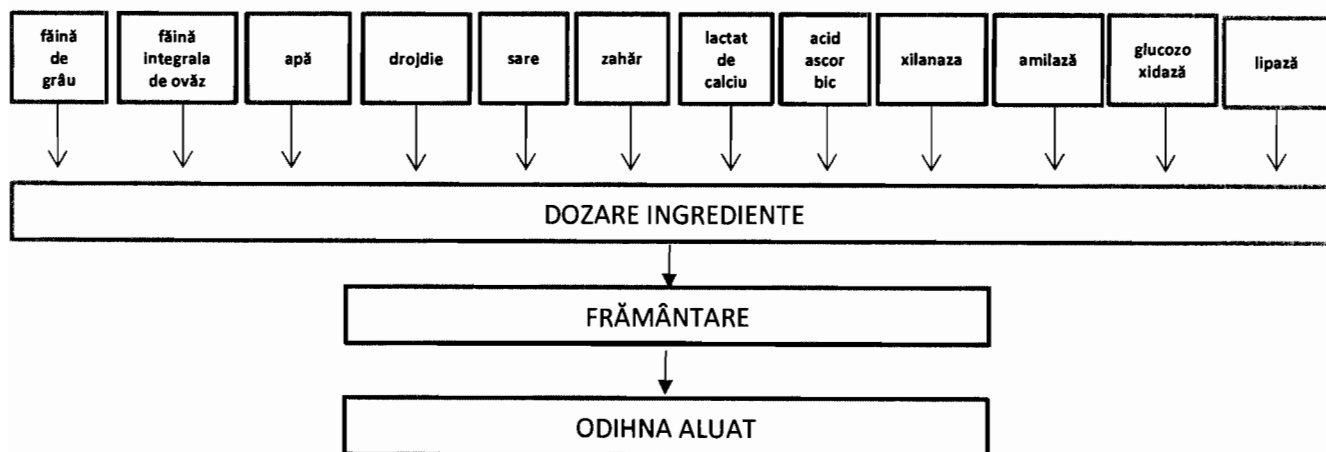 făină
de
grâu
făină
integrala
de ovăz
apă
drojdie
sare
zahăr
lactat
de
calciu
acid
ascor
bic
xilanaza
amilază
glucozo
xidază
lipază
DOZARE INGREDIENTE
FRĂMÂNTARE
ODIHNA ALUAT